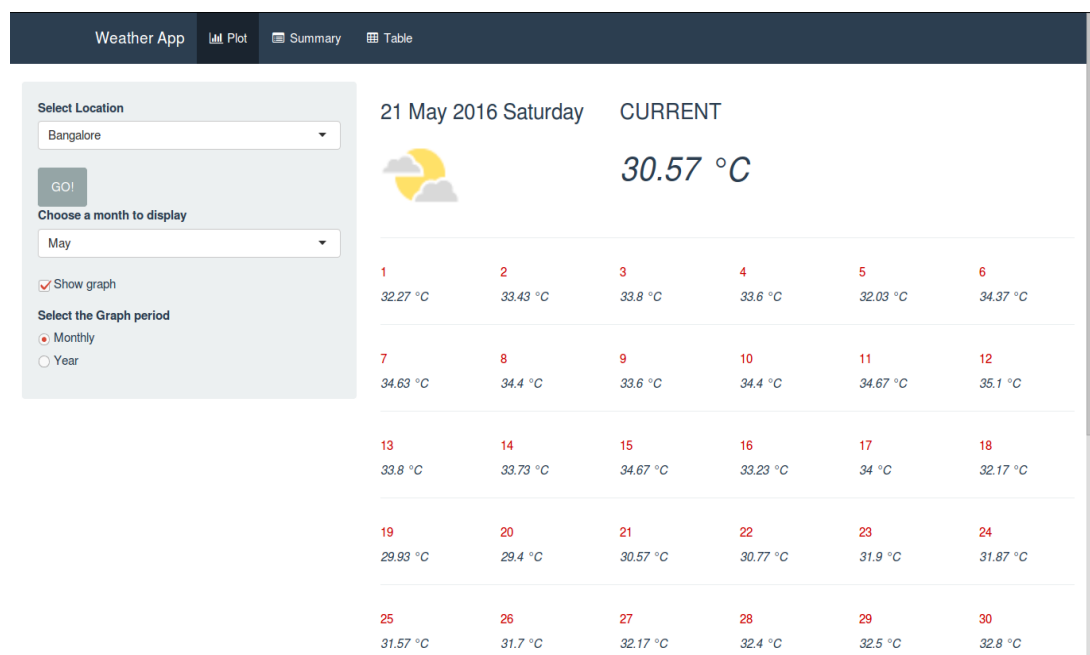 Weather App Plot Summary Table
Select Location
Bangalore
GO!
Choose a month to display
May
Show graph
Select the Graph period
Monthly
Year
21 May 2016 Saturday CURRENT
30.57 °C
1 2 3 4 5 6
32.27 °C 33.43 °C 33.8 °C 33.6 °C 32.03 °C 34.37 °C
7 8 9 10 11 12
34.63 °C 34.4 °C 33.6 °C 34.4 °C 34.67 °C 35.1 °C
13 14 15 16 17 18
33.8 °C 33.73 °C 34.67 °C 33.23 °C 34 °C 32.17 °C
19 20 21 22 23 24
29.93 °C 29.4 °C 30.57 °C 30.77 °C 31.9 °C 31.87 °C
25 26 27 28 29 30
31.57 °C 31.7 °C 32.17 °C 32.4 °C 32.5 °C 32.8 °C